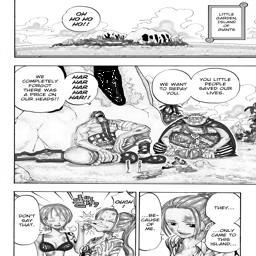 LITTLE
GARDEN,
ISLAND OF
GIANTS
OH
HO HO
HO!!
YOU LITTLE
PEOPLE
SAVED OUR
LIVES.
WE WANT
TO REPAY
YOU.
HAR
HAR
HAR
HAR
HAR!!
WE
COMPLETELY
FORGOT
THERE WAS
A PRICE ON
OUR HEADS!!
THEY...
...ONLY
CAME TO
THIS
ISLAND...
...BE-
CAUSE
OF
ME.
OUCH!
DON'T
SAY THAT.